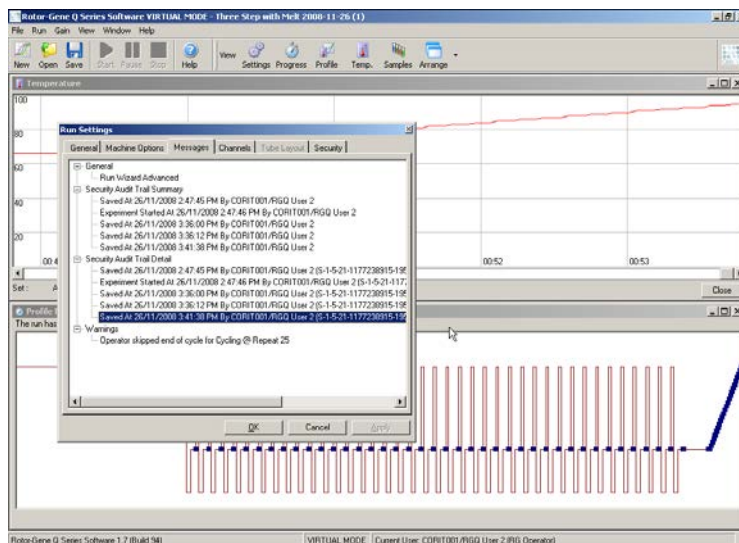 Rotor-Gene Q Series Software VIRTUAL MODE - Three Step with Melt 2008-11-26 (1)
File Run Gain View Window Help
New Open Save Start Pause Stop Help View Settings Progress Profile Temp. Samples Arrange
Temperature
100
80
60
40
20
00:52 00:53
Set :
Close
Run Settings
General Machine Options Messages Channels Tube Layout Security
General
Run Wizard Advanced
Security Audit Trail Summary
Saved At 26/11/2008 2:47:45 PM By CORIT001/RGQ User 2
Experiment Started At 26/11/2008 2:47:46 PM By CORIT001/RGQ User 2
Saved At 26/11/2008 3:36:00 PM By CORIT001/RGQ User 2
Saved At 26/11/2008 3:36:12 PM By CORIT001/RGQ User 2
Saved At 26/11/2008 3:41:38 PM By CORIT001/RGQ User 2
Security Audit Trail Detail
Saved At 26/11/2008 2:47:45 PM By CORIT001/RGQ User 2 (S-1-5-21-1177238915-195
Experiment Started At 26/11/2008 2:47:46 PM By CORIT001/RGQ User 2 (S-1-5-21-117
Saved At 26/11/2008 3:36:00 PM By CORIT001/RGQ User 2 (S-1-5-21-1177238915-195
Saved At 26/11/2008 3:36:12 PM By CORIT001/RGQ User 2 (S-1-5-21-1177238915-195
Saved At 26/11/2008 3:41:38 PM By CORIT001/RGQ User 2 (S-1-5-21-1177238915-195
Warnings
Operator skipped end of cycle for Cycling @ Repeat 25
OK Cancel Apply
Profile
The run has
Rotor-Gene Q Series Software 1.7 (Build 94) VIRTUAL MODE Current User: CORIT001/RGQ User 2 (RG Operator)